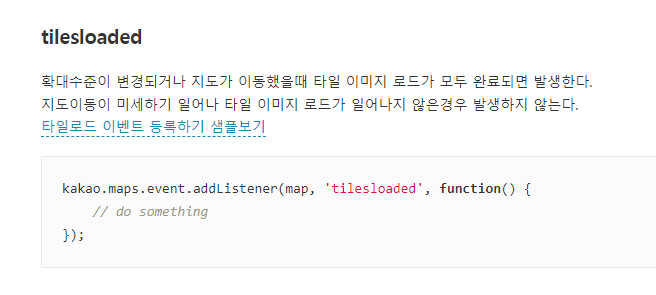 tilesloaded
확대수준이 변경되거나 지도가 이동했을때 타일 이미지 로드가 모두 완료되면 발생한다.
지도이동이 미세하기 일어나 타일 이미지 로드가 일어나지 않은경우 발생하지 않는다.
타일로드 이벤트 등록하기 샘플보기
kakao.maps.event.addListener(map, 'tilesloaded', function() {
    // do something
});